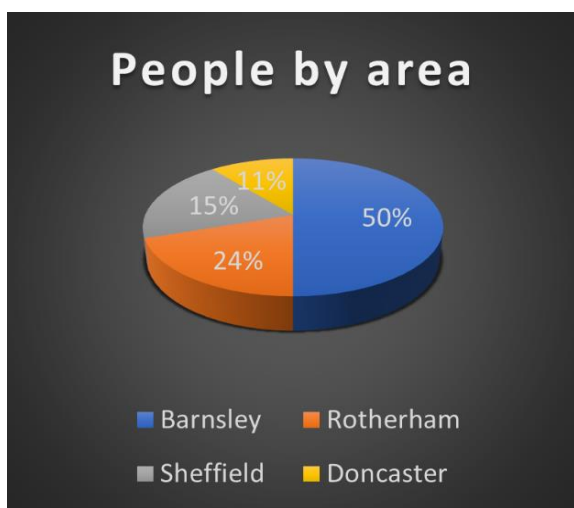 People by area
11%
15%
50%
24%
Barnsley Rotherham
Sheffield Doncaster